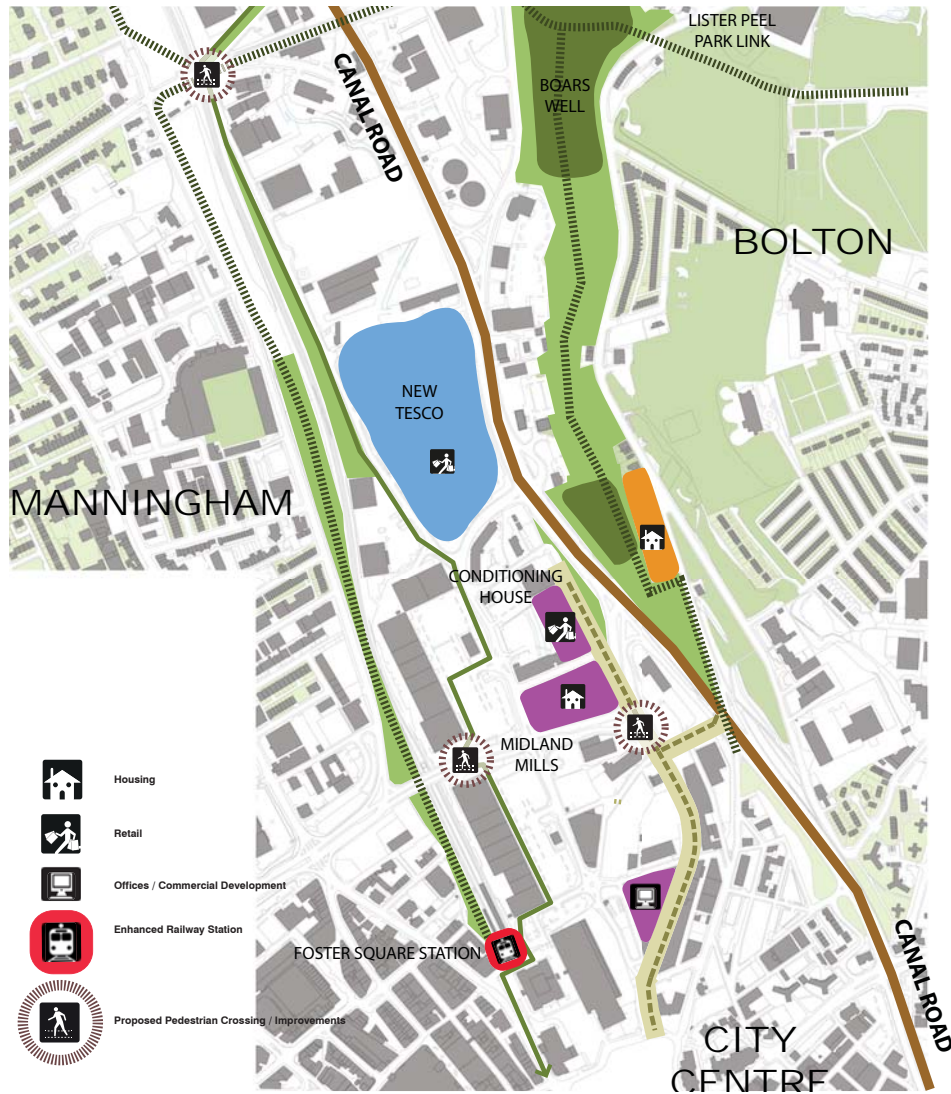 LISTER PEEL
PARK LINK
CANAL ROAD
BOARS
WELL
BOLTON
NEW
TESCO
MANNINGHAM
CONDITIONING
HOUSE
MIDLAND
MILLS
Housing
Retail
Offices / Commercial Development
Enhanced Railway Station
FOSTER SQUARE STATION
CANAL ROAD
Proposed Pedestrian Crossing / Improvements
CITY
CENTRE